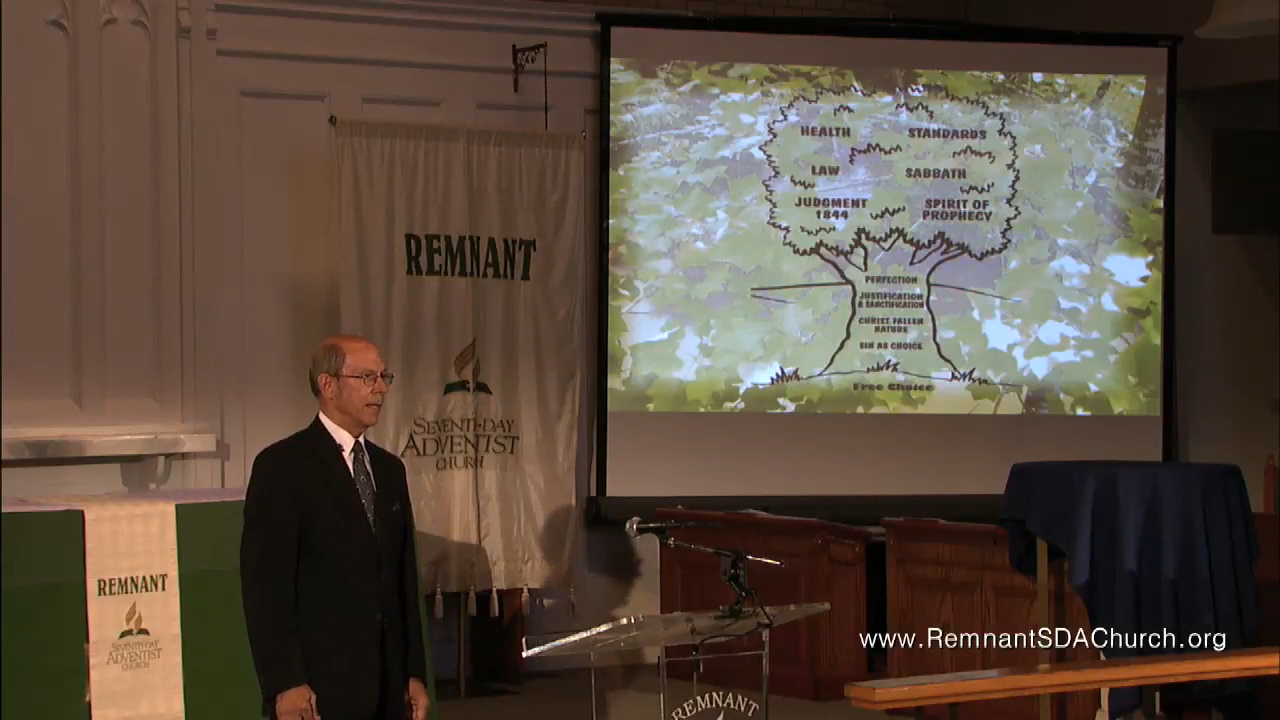 REMNANT
SEVENTH-DAY
ADVENTIST
CHURCH
REMNANT
SEVENTH-DAY
ADVENTIST
CHURCH
HEALTH
STANDARDS
LAW
SABBATH
JUDGMENT
1844
SPIRIT OF
PROPHECY
PERFECTION
JUSTIFICATION
& SANCTIFICATION
CHRIST FALLEN
NATURE
SIN AS CHOICE
Free Choice
REMNANT
www.RemnantSDAChurch.org